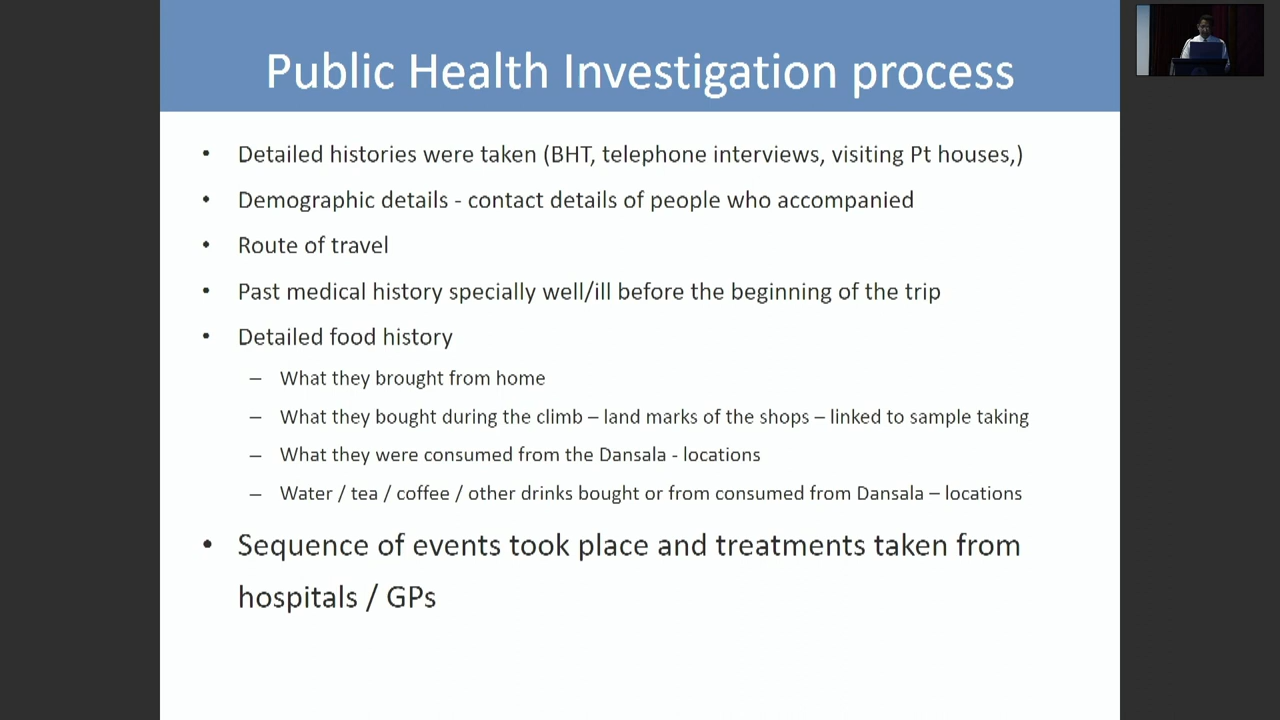 Public Health Investigation process
• Detailed histories were taken (BHT, telephone interviews, visiting Pt houses,)
• Demographic details - contact details of people who accompanied
• Route of travel
• Past medical history specially well/ill before the beginning of the trip
• Detailed food history
– What they brought from home
– What they bought during the climb – land marks of the shops – linked to sample taking
– What they were consumed from the Dansala - locations
– Water / tea / coffee / other drinks bought or from consumed from Dansala – locations
• Sequence of events took place and treatments taken from
hospitals / GPs